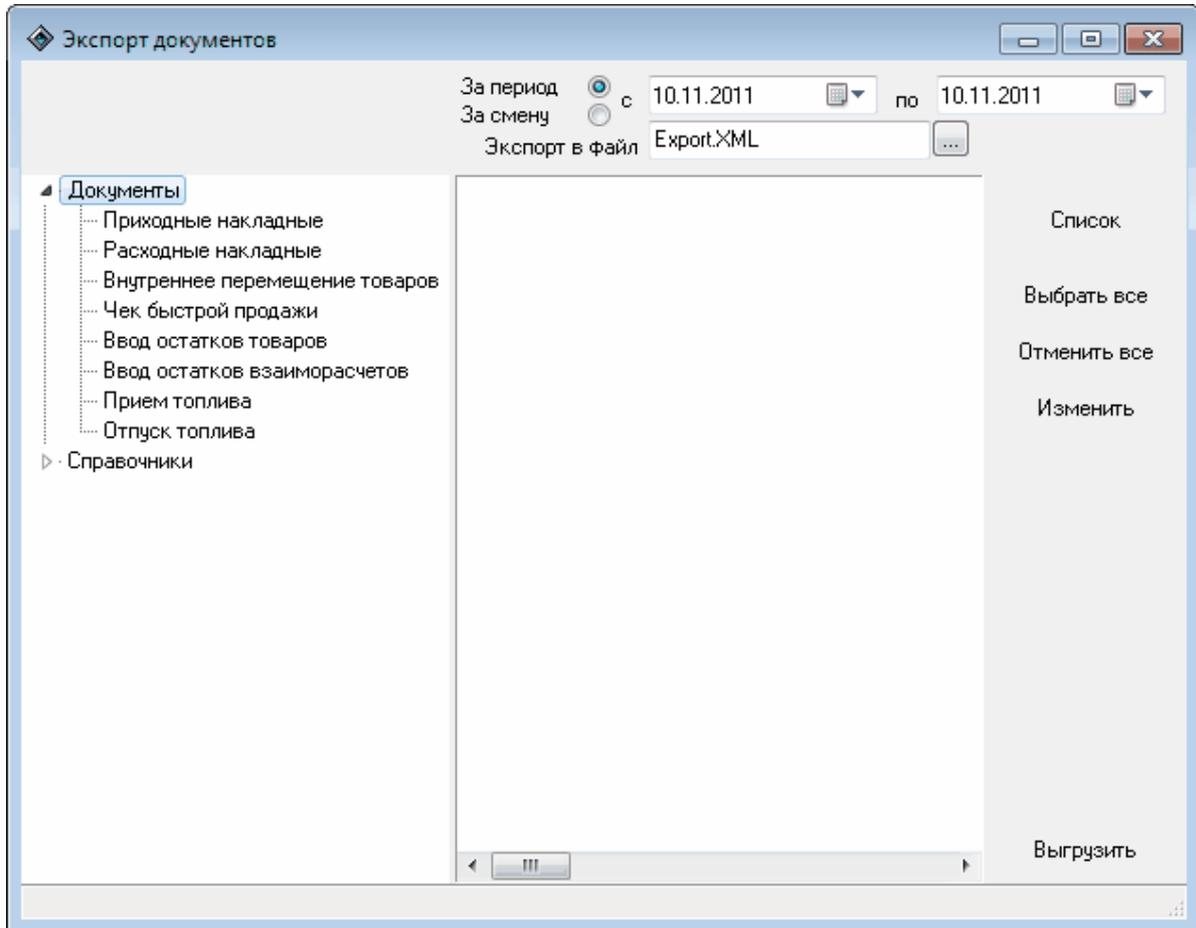 Экспорт документов
За период с 10.11.2011 по 10.11.2011
За смену
Экспорт в файл Export.XML ...
Документы
Приходные накладные
Расходные накладные
Внутреннее перемещение товаров
Чек быстрой продажи
Ввод остатков товаров
Ввод остатков взаиморасчетов
Прием топлива
Отпуск топлива
Справочники
Список
Выбрать все
Отменить все
Изменить
Выгрузить